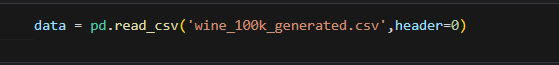 data = pd.read_csv('wine_100k_generated.csv',header=0)